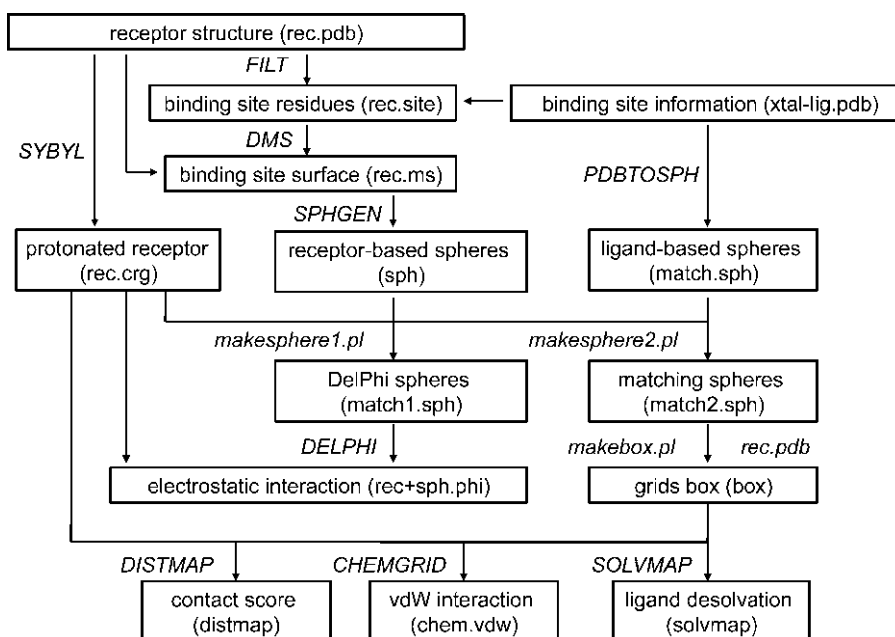 receptor structure (rec.pdb)
FILT
binding site residues (rec.site)
binding site information (xtal-lig.pdb)
SYBYL
DMS
PDBTOSPH
binding site surface (rec.ms)
SPHGEN
protonated receptor
(rec.crg)
receptor-based spheres
(sph)
ligand-based spheres
(match.sph)
makesphere1.pl
makesphere2.pl
DelPhi spheres
(match1.sph)
matching spheres
(match2.sph)
DELPHI
makebox.pl
rec.pdb
electrostatic interaction (rec+sph.phi)
grids box (box)
DISTMAP
CHEMGRID
SOLVMAP
contact score
(distmap)
vdW interaction
(chem.vdw)
ligand desolvation
(solvmap)